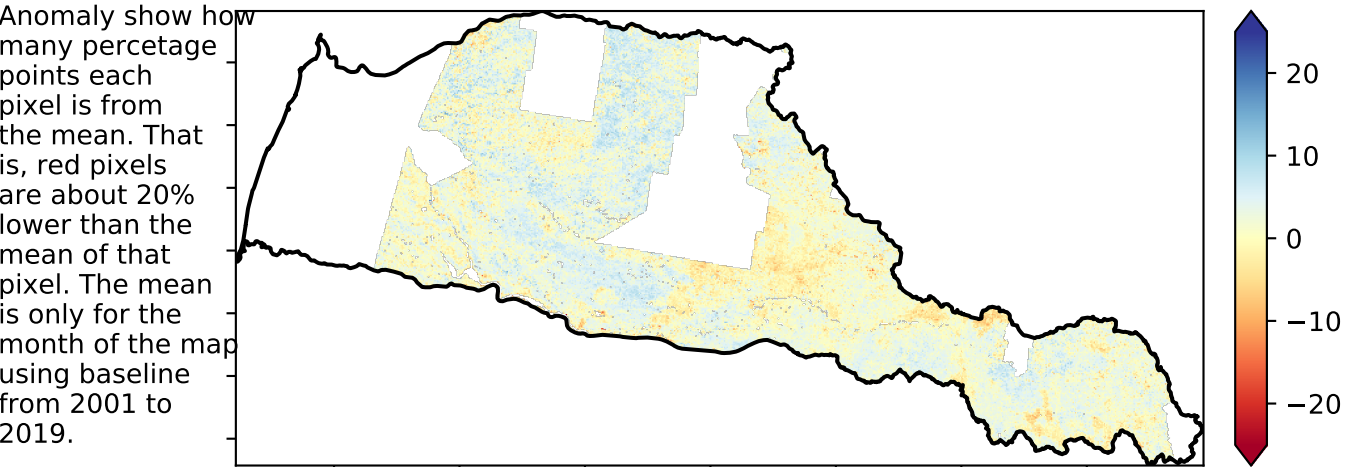 Anomaly show how
many percetage
points each
pixel is from
the mean. That
is, red pixels
are about 20%
lower than the
mean of that
pixel. The mean
is only for the
month of the map
using baseline
from 2001 to
2019.
20
10
0
−10
−20